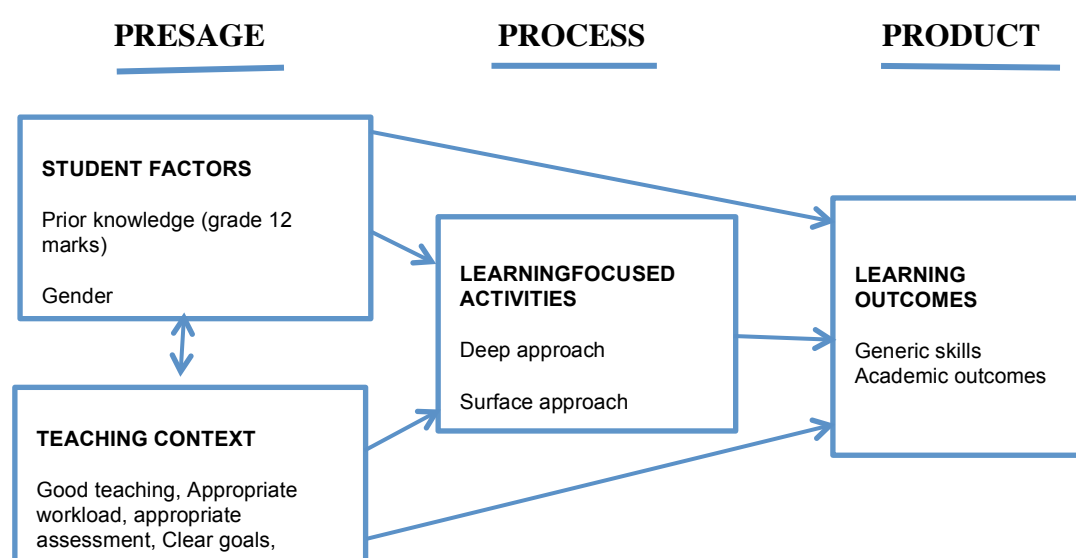 PRESAGE
PROCESS
PRODUCT
STUDENT FACTORS
Prior knowledge (grade 12
marks)
Gender
TEACHING CONTEXT
Good teaching, Appropriate
workload, appropriate
assessment, Clear goals,
LEARNINGFOCUSED
ACTIVITIES
Deep approach
Surface approach
LEARNING
OUTCOMES
Generic skills
Academic outcomes